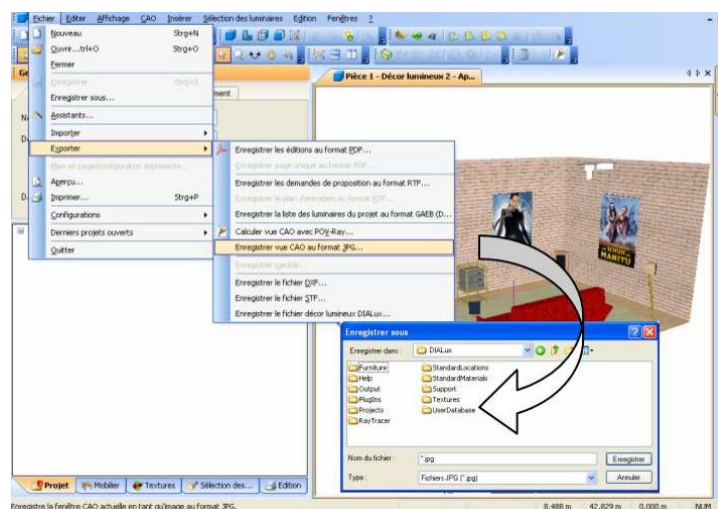 Fichier Editer Affichage CAO Insérer Sélection des luminaires Edition Fenêtres ?
Nouveau Strg+N
Ouvrir...trl+O Strg+O
Fermer
Enregistrer Strg+S
Enregistrer sous...
Assistants...
Importer
Exporter
Mise en page/configuration imprimante...
Aperçu...
Imprimer... Strg+P
Configurations
Derniers projets ouverts
Quitter
Enregistrer les éditions au format PDF...
Enregistrer page unique au format PDF...
Enregistrer les demandes de proposition au format RTF...
Enregistrer le plan d'entretien au format RTF...
Enregistrer la liste des luminaires du projet au format GAEB (D...
Calculer vue CAO avec POV-Ray...
Enregistrer vue CAO au format JPG...
Enregistrer meuble...
Enregistrer le fichier DXF...
Enregistrer le fichier STF...
Enregistrer le fichier décor lumineux DIALux...
Pièce 1 - Décor lumineux 2 - Ap...
MANITU
Enregistrer sous
Enregistrer dans : DIALux
Furniture StandardLocations
Help StandardMaterials
Output Support
PlugIns Textures
Projects UserDatabase
RayTracer
Nom du fichier : *.jpg Enregistrer
Type : Fichiers JPG (*.jpg) Annuler
Projet Mobilier Textures Sélection des... Edition
Enregistre la fenêtre CAO actuelle en tant qu'image au format JPG. 8.488 m 42.829 m 0.000 m NUM